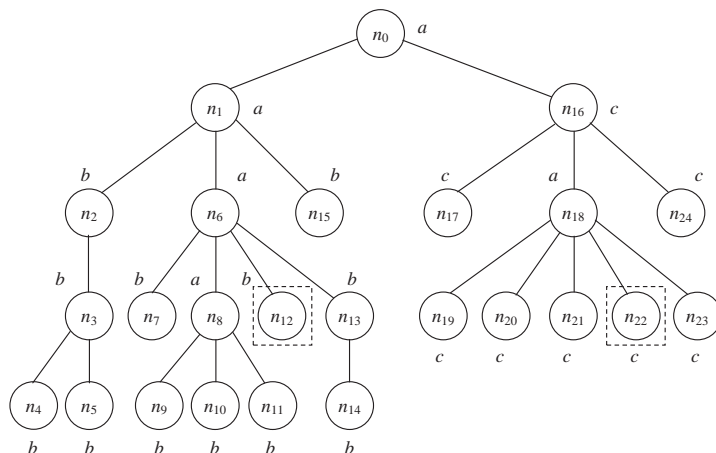 n0 a
n1 a n16 c
b a b c a c
n2 n6 n15 n17 n18 n24
b b a b b
n3 n7 n8 n12 n13 n19 n20 n21 n22 n23
c c c c c
n4 n5 n9 n10 n11 n14
b b b b b b